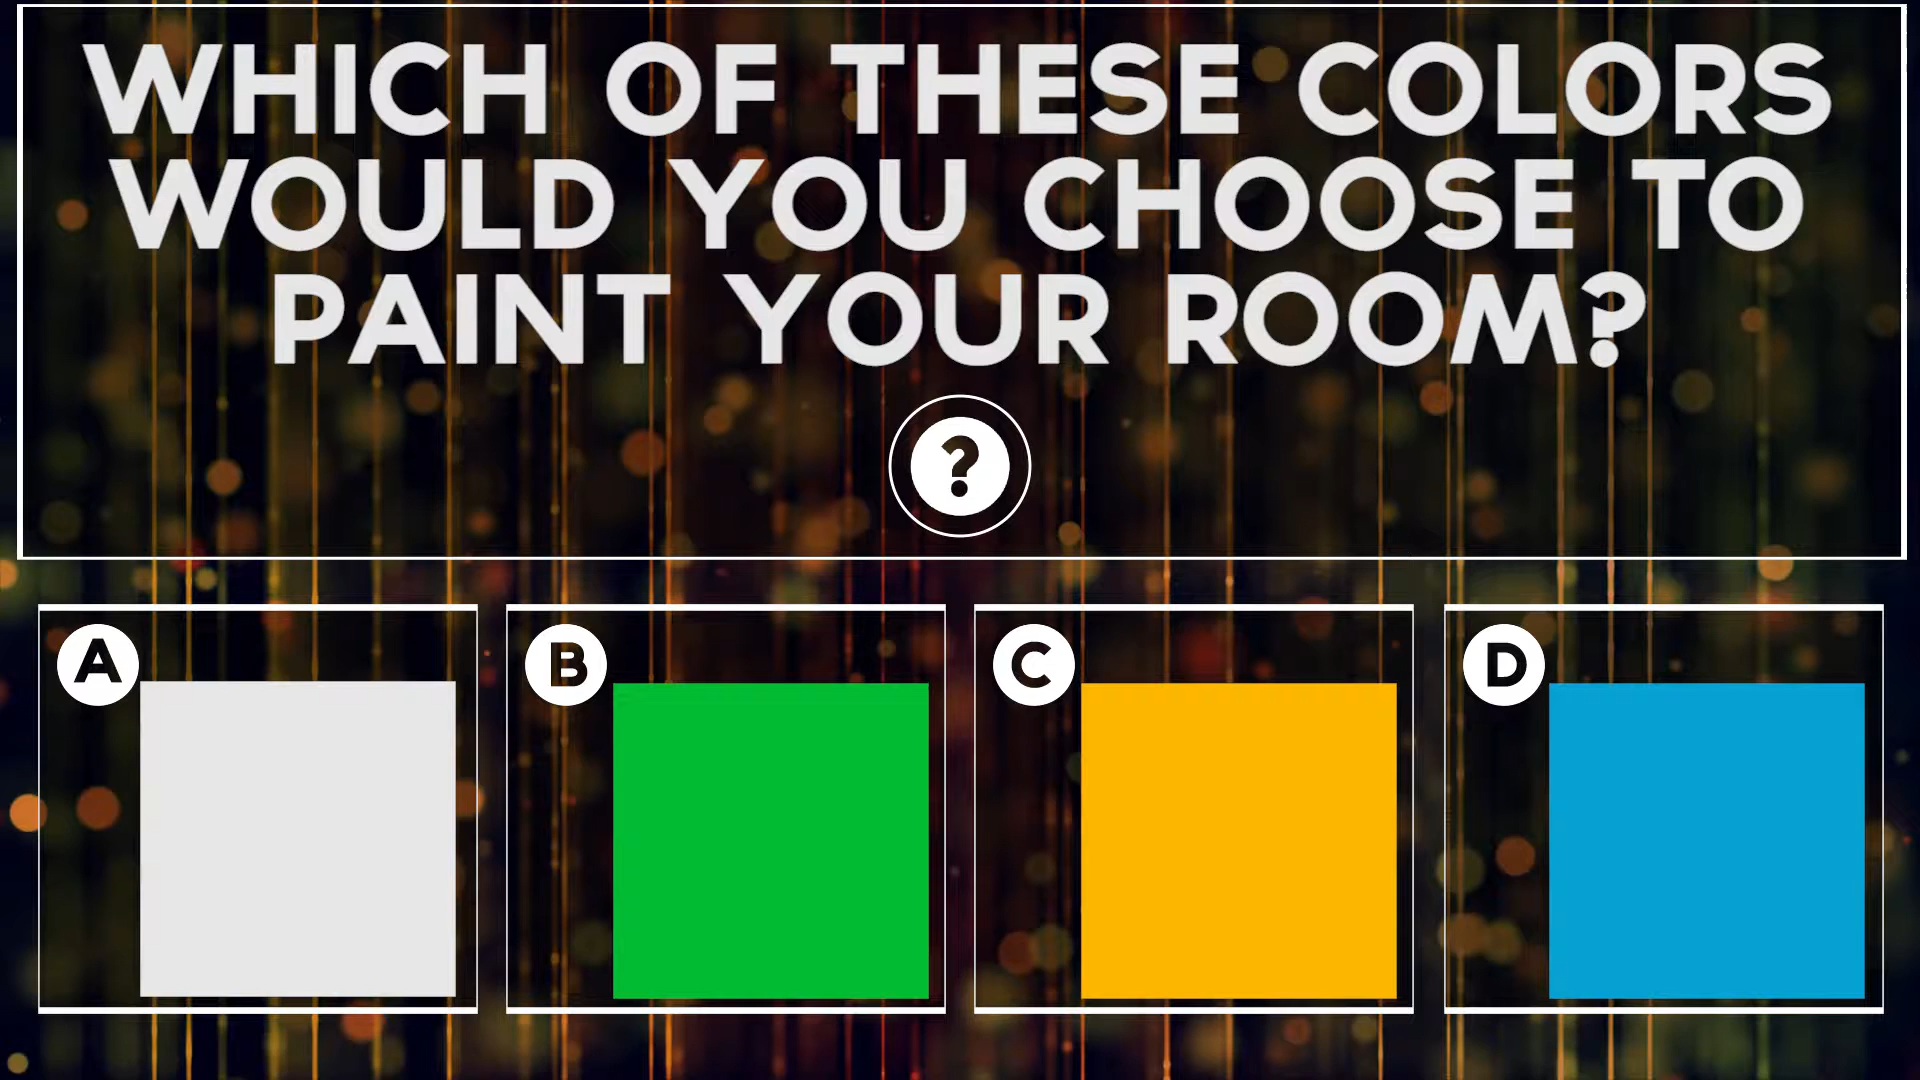 WHICH OF THESE COLORS
WOULD YOU CHOOSE TO
PAINT YOUR ROOM?
?
A
B
C
D